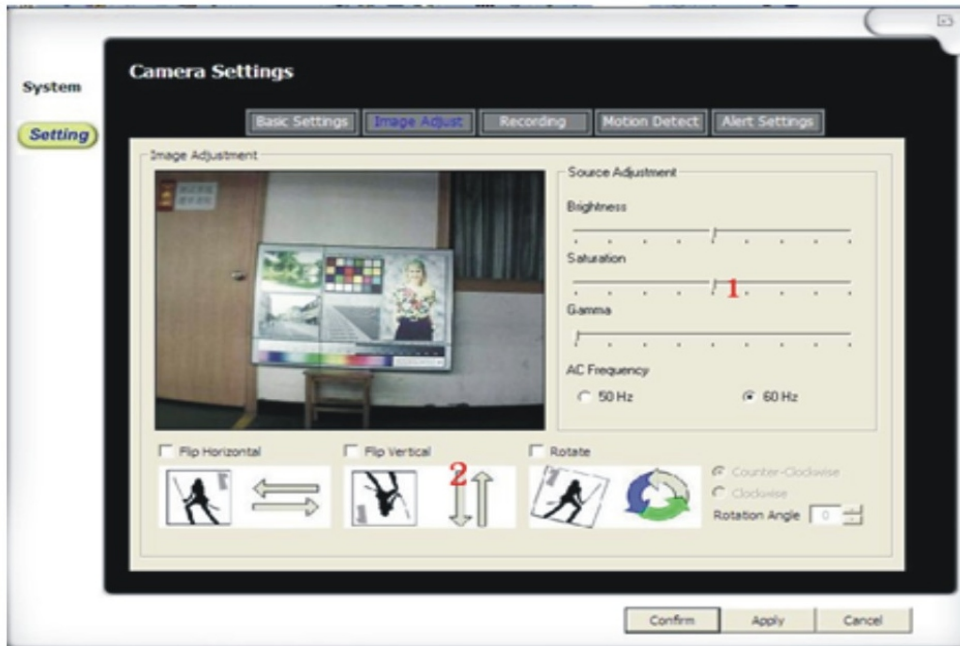 System
Setting
Camera Settings
Basic Settings Image Adjust Recording Motion Detect Alert Settings
Image Adjustment
Source Adjustment
Brightness
Saturation
1
Gamma
AC Frequency
50 Hz 60 Hz
Flip Horizontal Flip Vertical Rotate
2
Counter-Clockwise
Clockwise
Rotation Angle 0
Confirm Apply Cancel